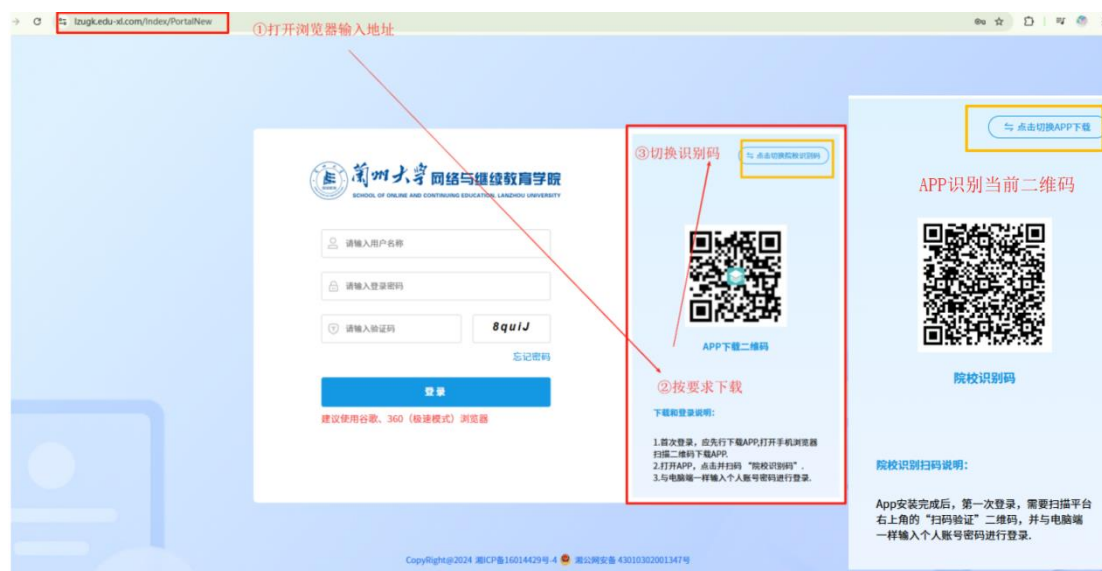 lzugk.edu-xl.com/Index/PortalNew
①打开浏览器输入地址
兰州大学 网络与继续教育学院
SCHOOL OF ONLINE AND CONTINUING EDUCATION, LANZHOU UNIVERSITY
请输入用户名称
请输入登录密码
请输入验证码
8quiJ
忘记密码
登录
建议使用谷歌、360（极速模式）浏览器
③切换识别码
点击切换院校识别码
APP下载二维码
②按要求下载
下载和登录说明：
1.首次登录，应先行下载APP,打开手机浏览器
扫描二维码下载APP.
2.打开APP，点击并扫码 “院校识别码” .
3.与电脑端一样输入个人账号密码进行登录.
点击切换APP下载
APP识别当前二维码
院校识别码
院校识别扫码说明：
App安装完成后，第一次登录，需要扫描平台
右上角的“扫码验证”二维码，并与电脑端
一样输入个人账号密码进行登录.
CopyRight@2024 湘ICP备16014429号-4 湘公网安备 43010302001347号